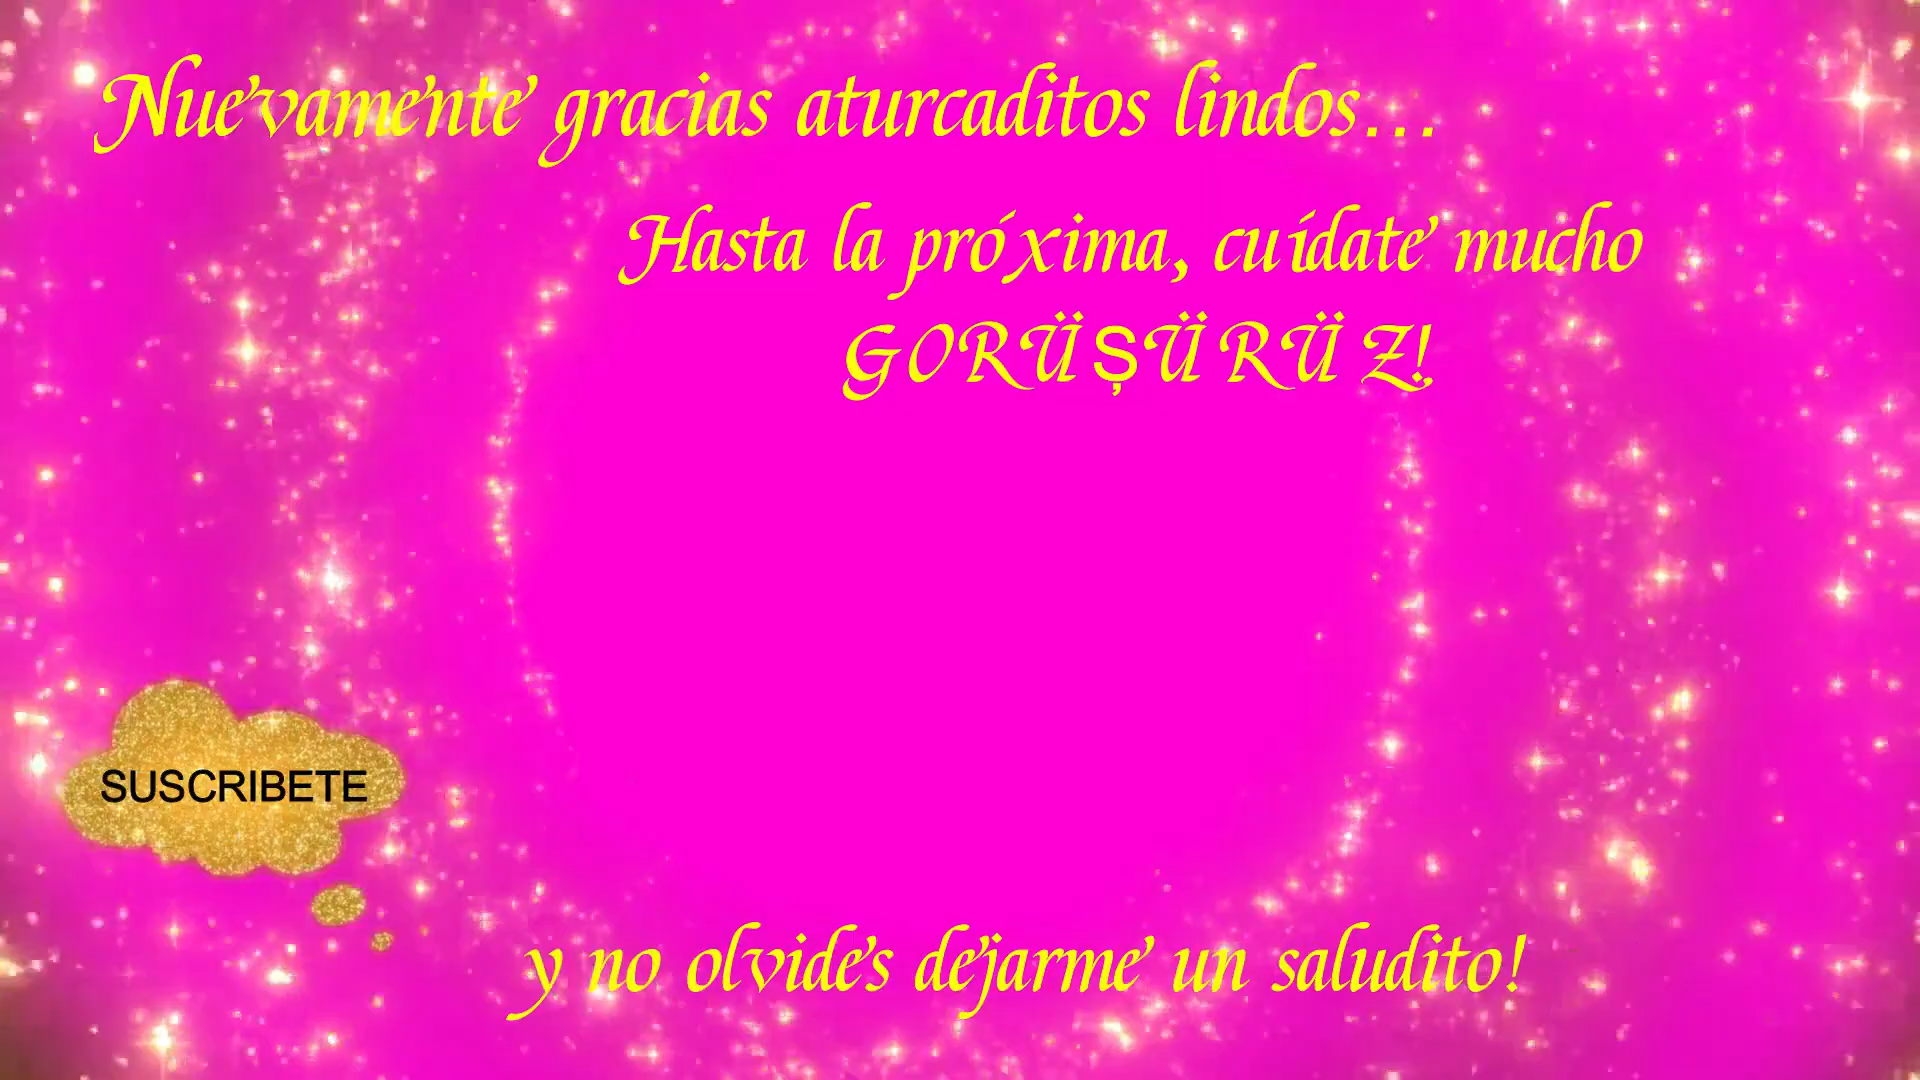 Nuevamente gracias aturcaditos lindos...
Hasta la próxima, cuídate mucho
GORÜŞÜRÜZ!
SUSCRIBETE
y no olvides dejarme un saludito!